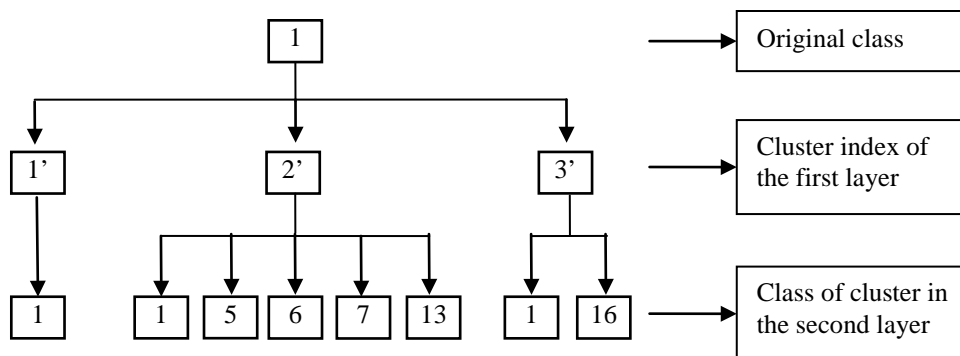 1
Original class
1’
2’
3’
Cluster index of
the first layer
1
1
5
6
7
13
1
16
Class of cluster in
the second layer